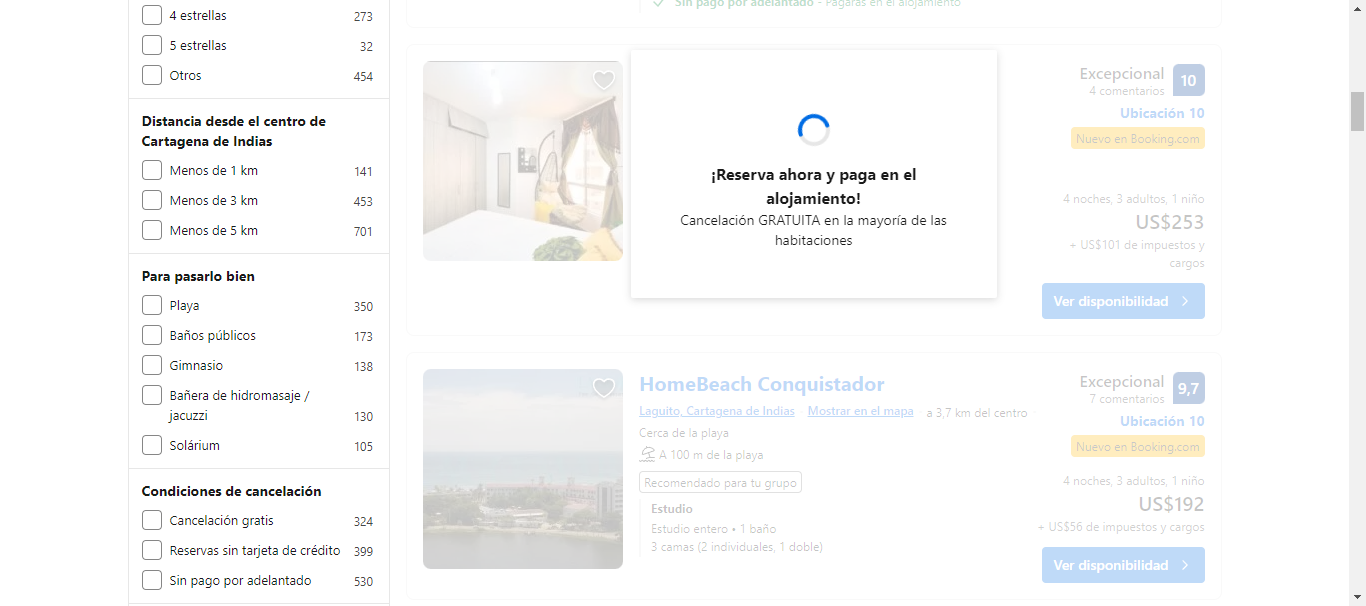 4 estrellas 273
5 estrellas 32
Otros 454
Distancia desde el centro de
Cartagena de Indias
Menos de 1 km 141
Menos de 3 km 453
Menos de 5 km 701
Para pasarlo bien
Playa 350
Baños públicos 173
Gimnasio 138
Bañera de hidromasaje /
jacuzzi 130
Solárium 105
Condiciones de cancelación
Cancelación gratis 324
Reservas sin tarjeta de crédito 399
Sin pago por adelantado 530
Sin pago por adelantado - Pagarás en el alojamiento
¡Reserva ahora y paga en el
alojamiento!
Cancelación GRATUITA en la mayoría de las
habitaciones
Excepcional 10
4 comentarios
Ubicación 10
Nuevo en Booking.com
4 noches, 3 adultos, 1 niño
US$253
+ US$101 de impuestos y
cargos
Ver disponibilidad
HomeBeach Conquistador
Laguito, Cartagena de Indias Mostrar en el mapa a 3,7 km del centro
Cerca de la playa
A 100 m de la playa
Recomendado para tu grupo
Estudio
Estudio entero • 1 baño
3 camas (2 individuales, 1 doble)
Excepcional 9,7
7 comentarios
Ubicación 10
Nuevo en Booking.com
4 noches, 3 adultos, 1 niño
US$192
+ US$56 de impuestos y cargos
Ver disponibilidad